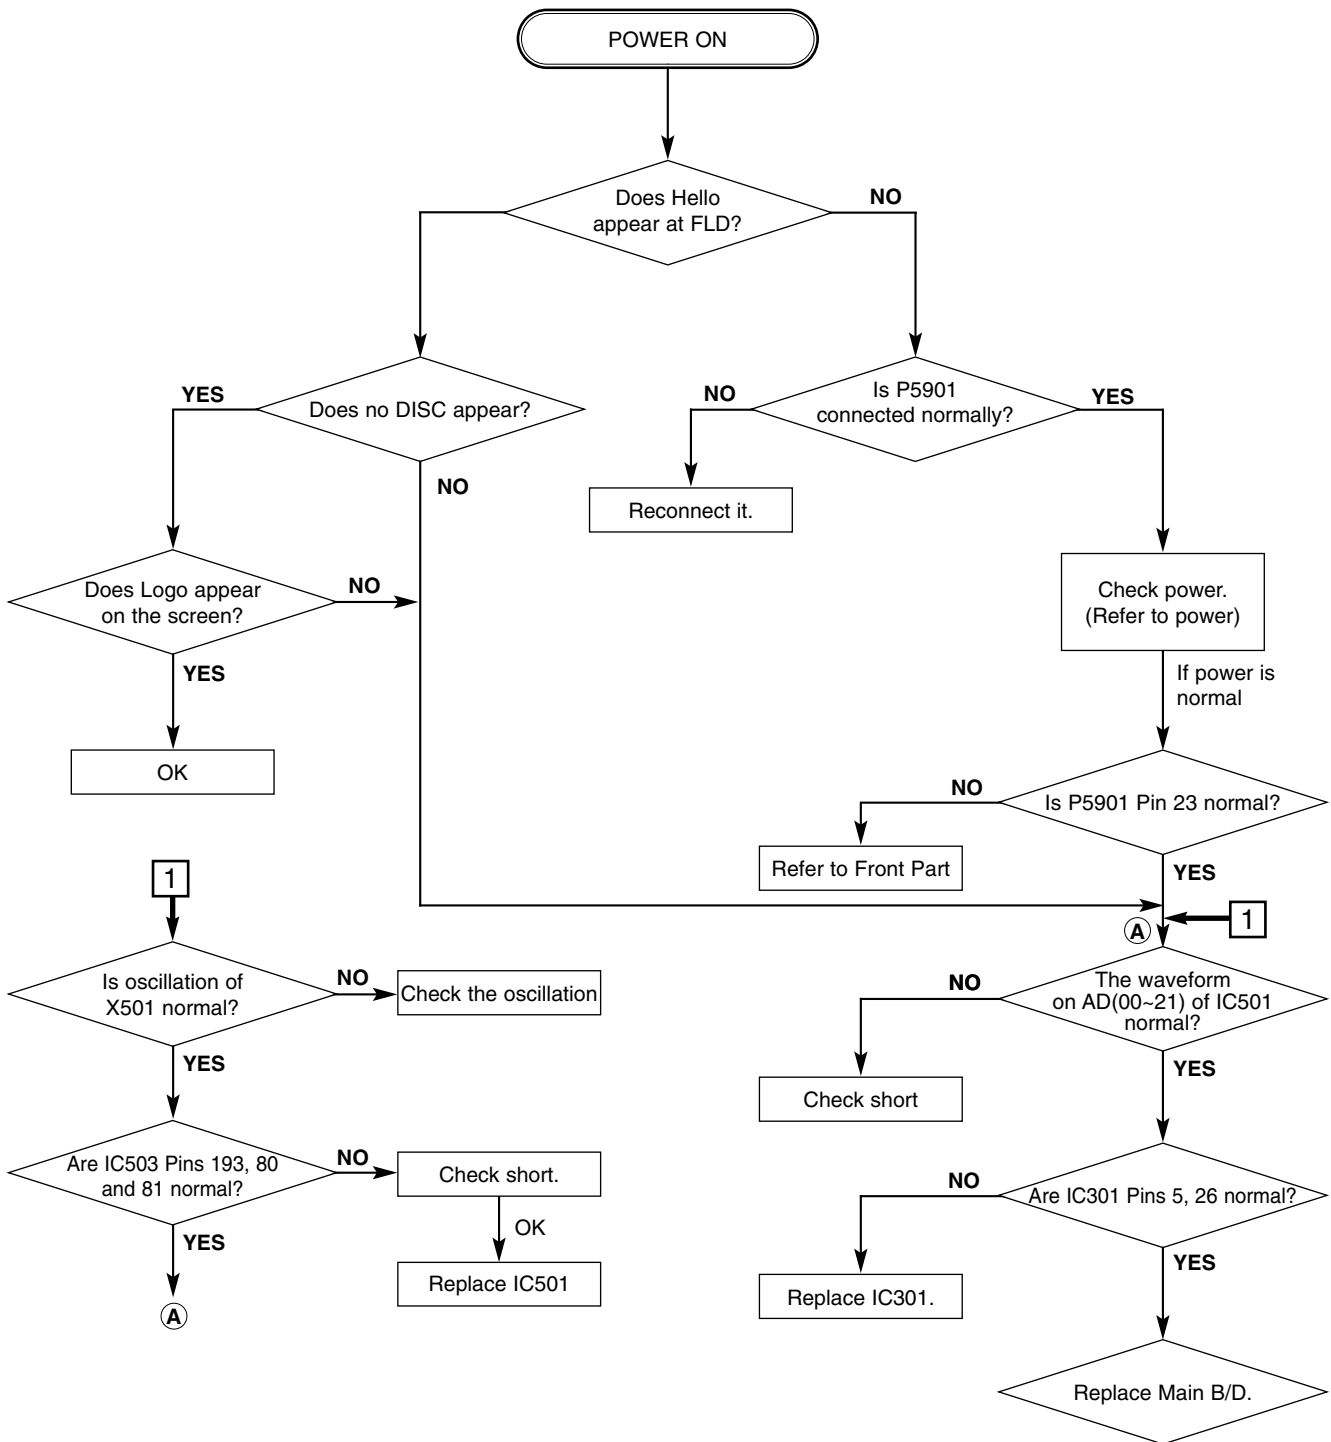 POWER ON
Does Hello
appear at FLD?
NO
YES
Does no DISC appear?
NO
NO
Is P5901
connected normally?
YES
Reconnect it.
Does Logo appear
on the screen?
NO
YES
OK
Check power.
(Refer to power)
If power is
normal
NO
Is P5901 Pin 23 normal?
Refer to Front Part
YES
1
A
1
Is oscillation of
X501 normal?
NO
Check the oscillation
YES
Are IC503 Pins 193, 80
and 81 normal?
NO
Check short.
OK
Replace IC501
YES
A
NO
The waveform
on AD(00~21) of IC501
normal?
Check short
YES
NO
Are IC301 Pins 5, 26 normal?
Replace IC301.
YES
Replace Main B/D.